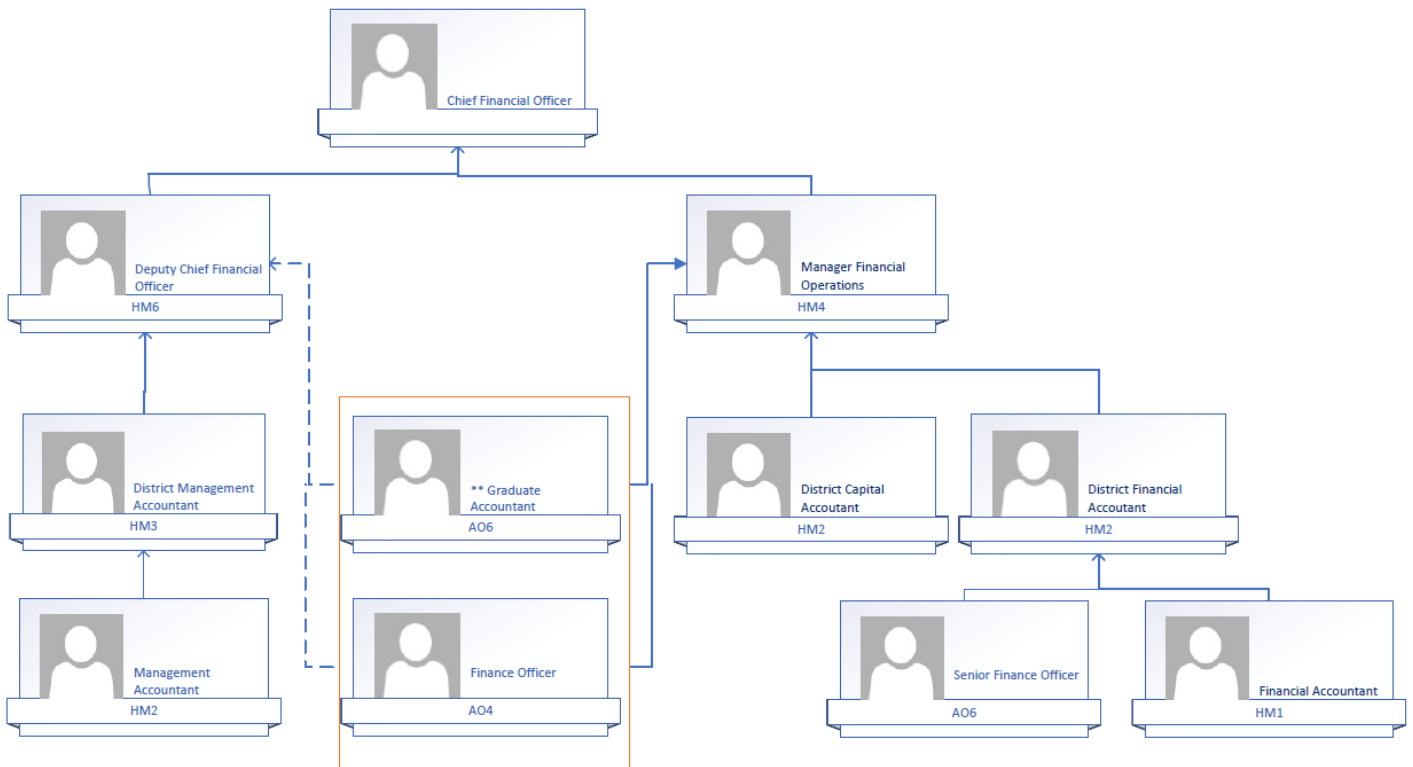 Chief Financial Officer
Deputy Chief Financial
Officer
HM6
Manager Financial
Operations
HM4
District Management
Accountant
HM3
** Graduate
Accountant
AO6
District Capital
Accoutant
HM2
District Financial
Accoutant
HM2
Management
Accountant
HM2
Finance Officer
AO4
Senior Finance Officer
AO6
Financial Accountant
HM1